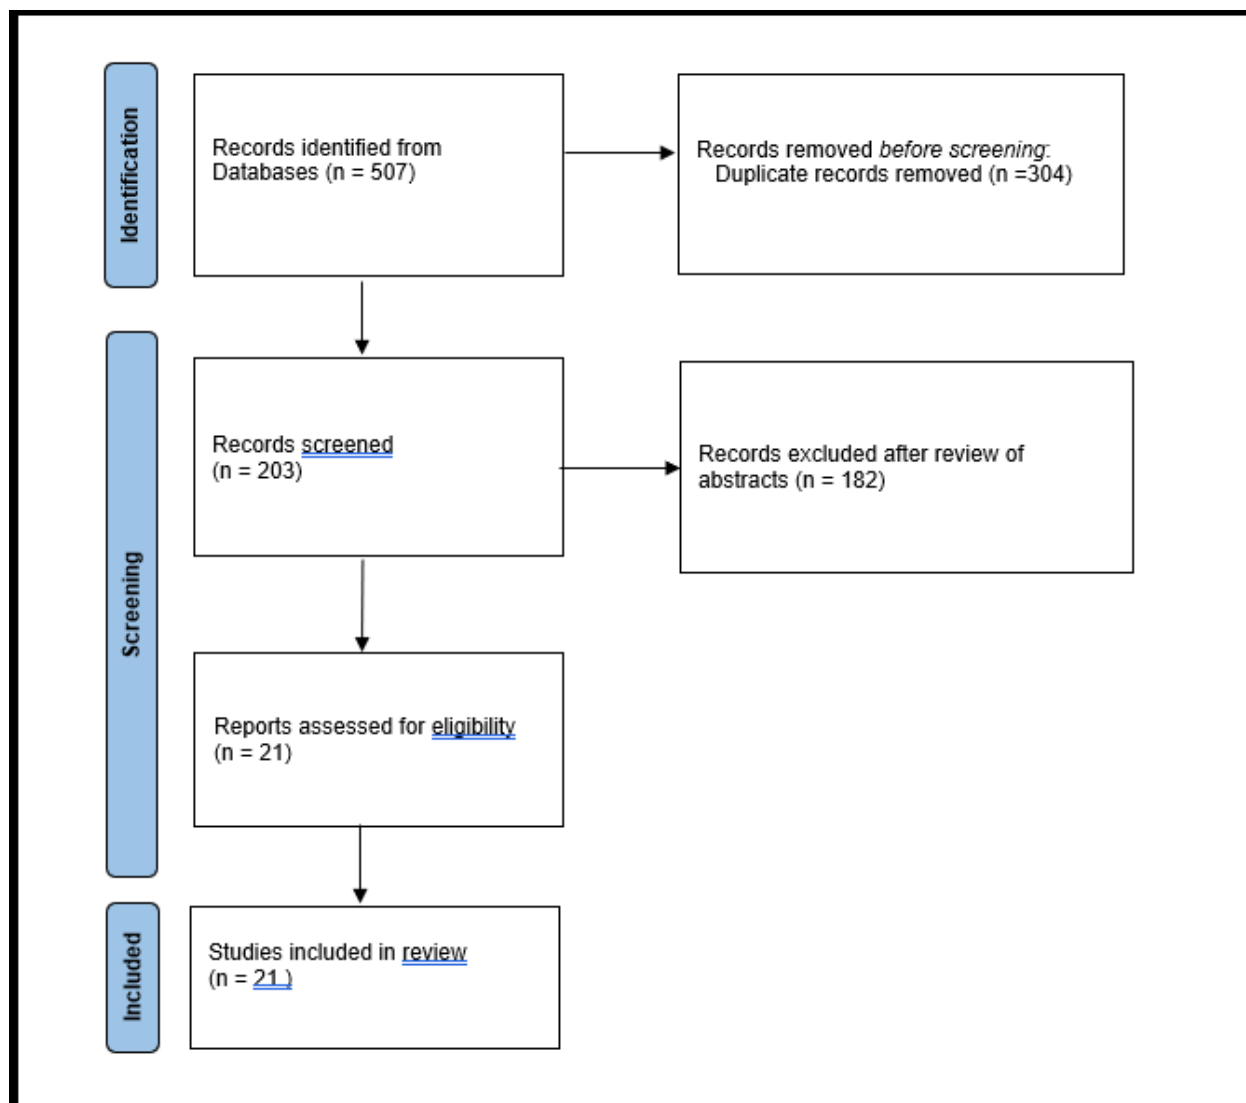 Identification
Records identified from
Databases (n = 507)
Records removed before screening:
Duplicate records removed (n =304)
Screening
Records screened
(n = 203)
Records excluded after review of
abstracts (n = 182)
Reports assessed for eligibility
(n = 21)
Included
Studies included in review
(n = 21 )